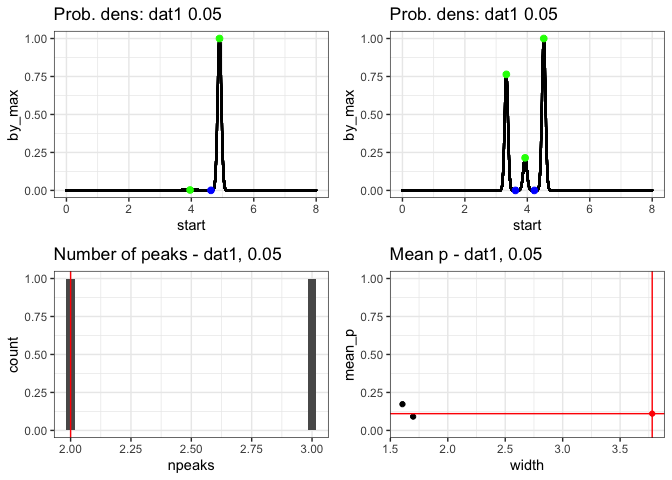 Prob. dens: dat1 0.05
Prob. dens: dat1 0.05
by_max
1.00
0.75
0.50
0.25
0.00
0 2 4 6 8
start
by_max
1.00
0.75
0.50
0.25
0.00
0 2 4 6 8
start
Number of peaks - dat1, 0.05
Mean p - dat1, 0.05
count
1.00
0.75
0.50
0.25
0.00
2.00 2.25 2.50 2.75 3.00
npeaks
mean_p
1.00
0.75
0.50
0.25
0.00
1.5 2.0 2.5 3.0 3.5
width